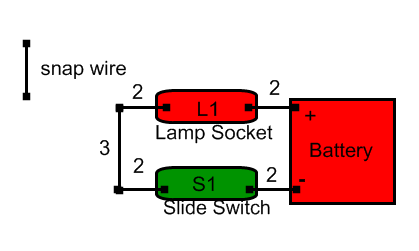 snap wire
2
2
L1
+
Lamp Socket
3
Battery
2
2
-
S1
Slide Switch